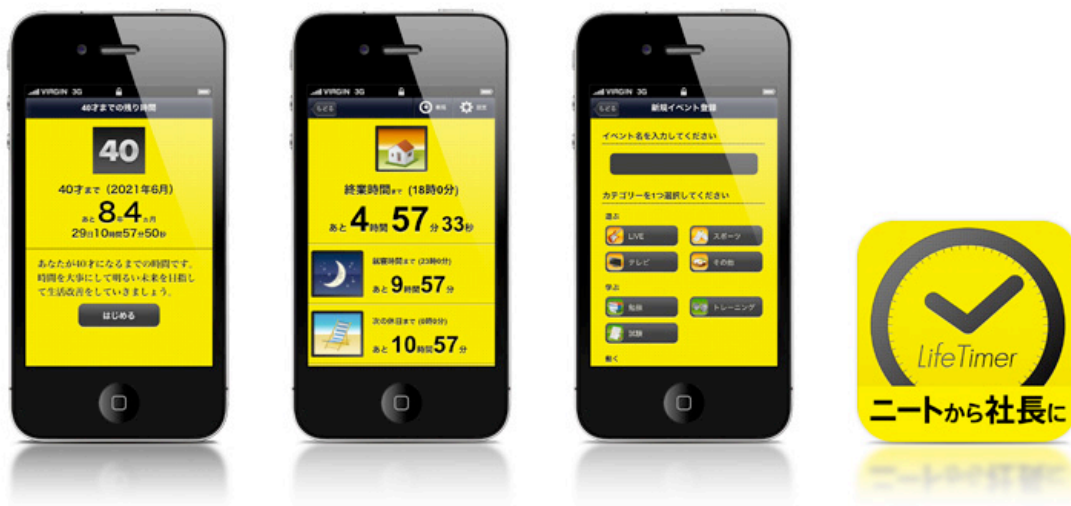 VIRGIN 3G
40才までの残り時間
40
40才まで（2021年6月）
あと8年4ヵ月
29日10時間57分50秒
あなたが40才になるまでの時間です。
時間を大事にして明るい未来を目指し
て生活改善をしていきましょう。
はじめる
VIRGIN 3G
もどる
設定
終業時間まで (18時0分)
あと4時間57分33秒
就寝時間まで (23時0分)
あと9時間57分
次の休日まで (0時0分)
あと10時間57分
VIRGIN 3G
もどる
新規イベント登録
イベント名を入力してください
カテゴリーを1つ選択してください
遊ぶ
LIVE
スポーツ
テレビ
その他
学ぶ
勉強
トレーニング
試験
働く
LifeTimer
ニートから社長に